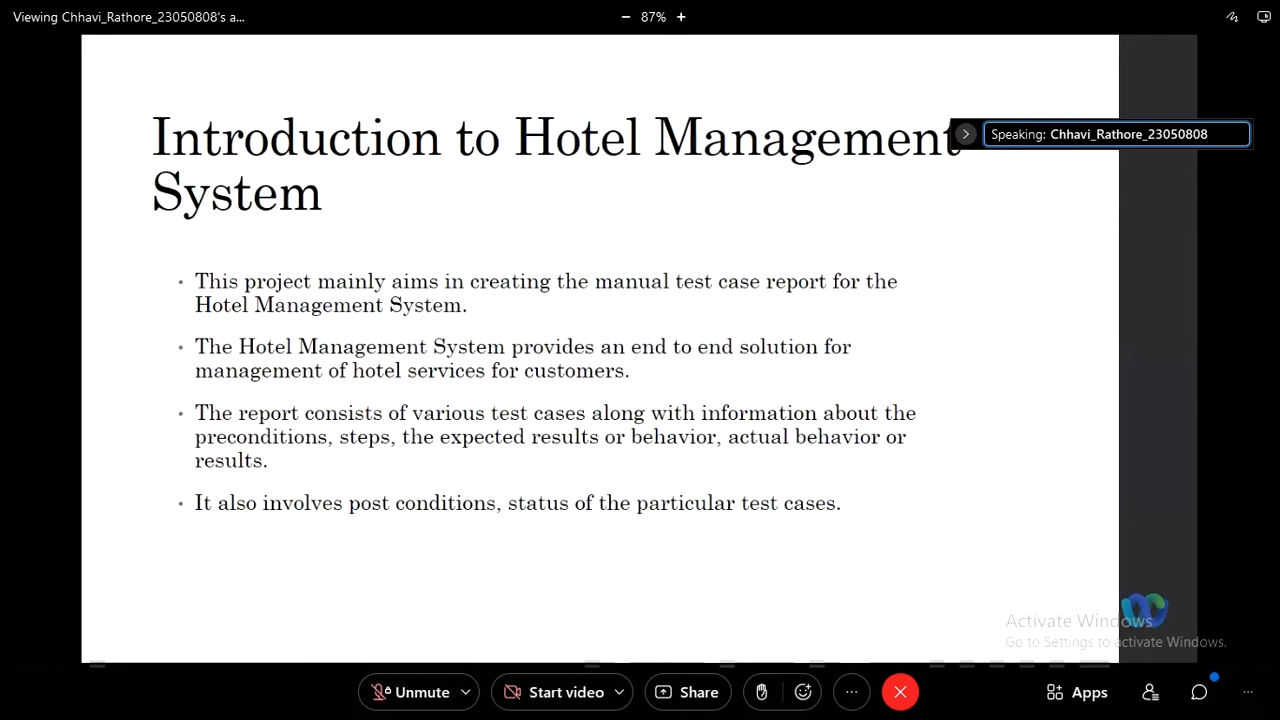 Viewing Chhavi_Rathore_23050808's a...
− 87% +
Introduction to Hotel Management
System
Speaking: Chhavi_Rathore_23050808
• This project mainly aims in creating the manual test case report for the
Hotel Management System.
• The Hotel Management System provides an end to end solution for
management of hotel services for customers.
• The report consists of various test cases along with information about the
preconditions, steps, the expected results or behavior, actual behavior or
results.
• It also involves post conditions, status of the particular test cases.
Activate Windows
Go to Settings to activate Windows.
Unmute
Start video
Share
Apps